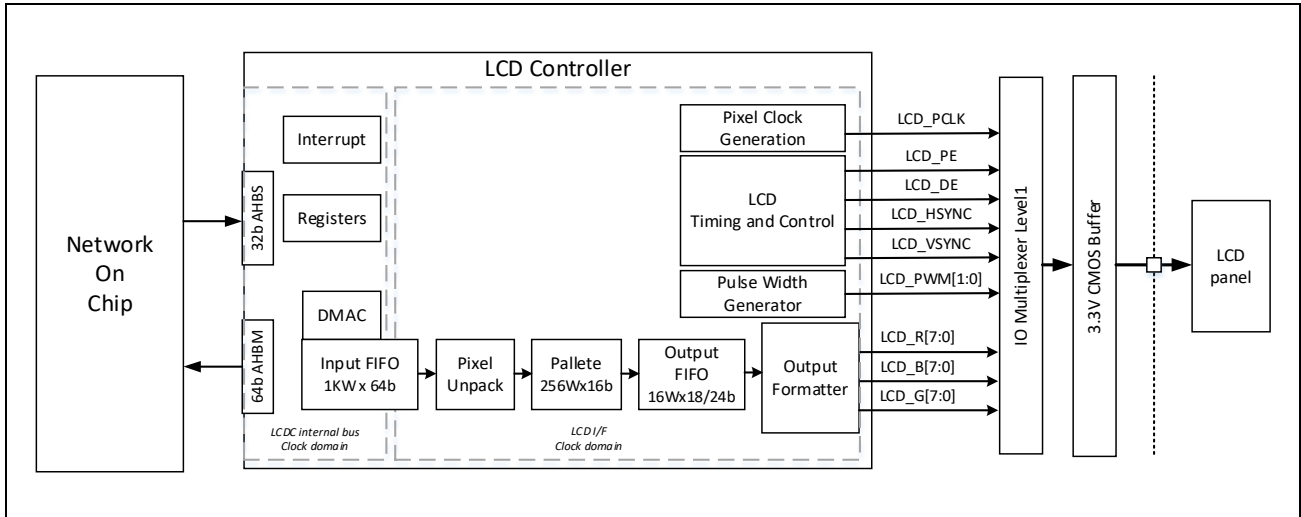 LCD Controller
Network
On
Chip
32b AHBS
64b AHBM
Interrupt
Registers
DMAC
Input FIFO
1KW x 64b
Pixel
Unpack
Pallete
256Wx16b
Output
FIFO
16Wx18/24b
Output
Formatter
LCDC internal bus
Clock domain
LCD I/F
Clock domain
Pixel Clock
Generation
LCD
Timing and Control
Pulse Width
Generator
LCD_PCLK
LCD_PE
LCD_DE
LCD_HSYNC
LCD_VSYNC
LCD_PWM[1:0]
LCD_R[7:0]
LCD_B[7:0]
LCD_G[7:0]
IO Multiplexer Level1
3.3V CMOS Buffer
LCD
panel